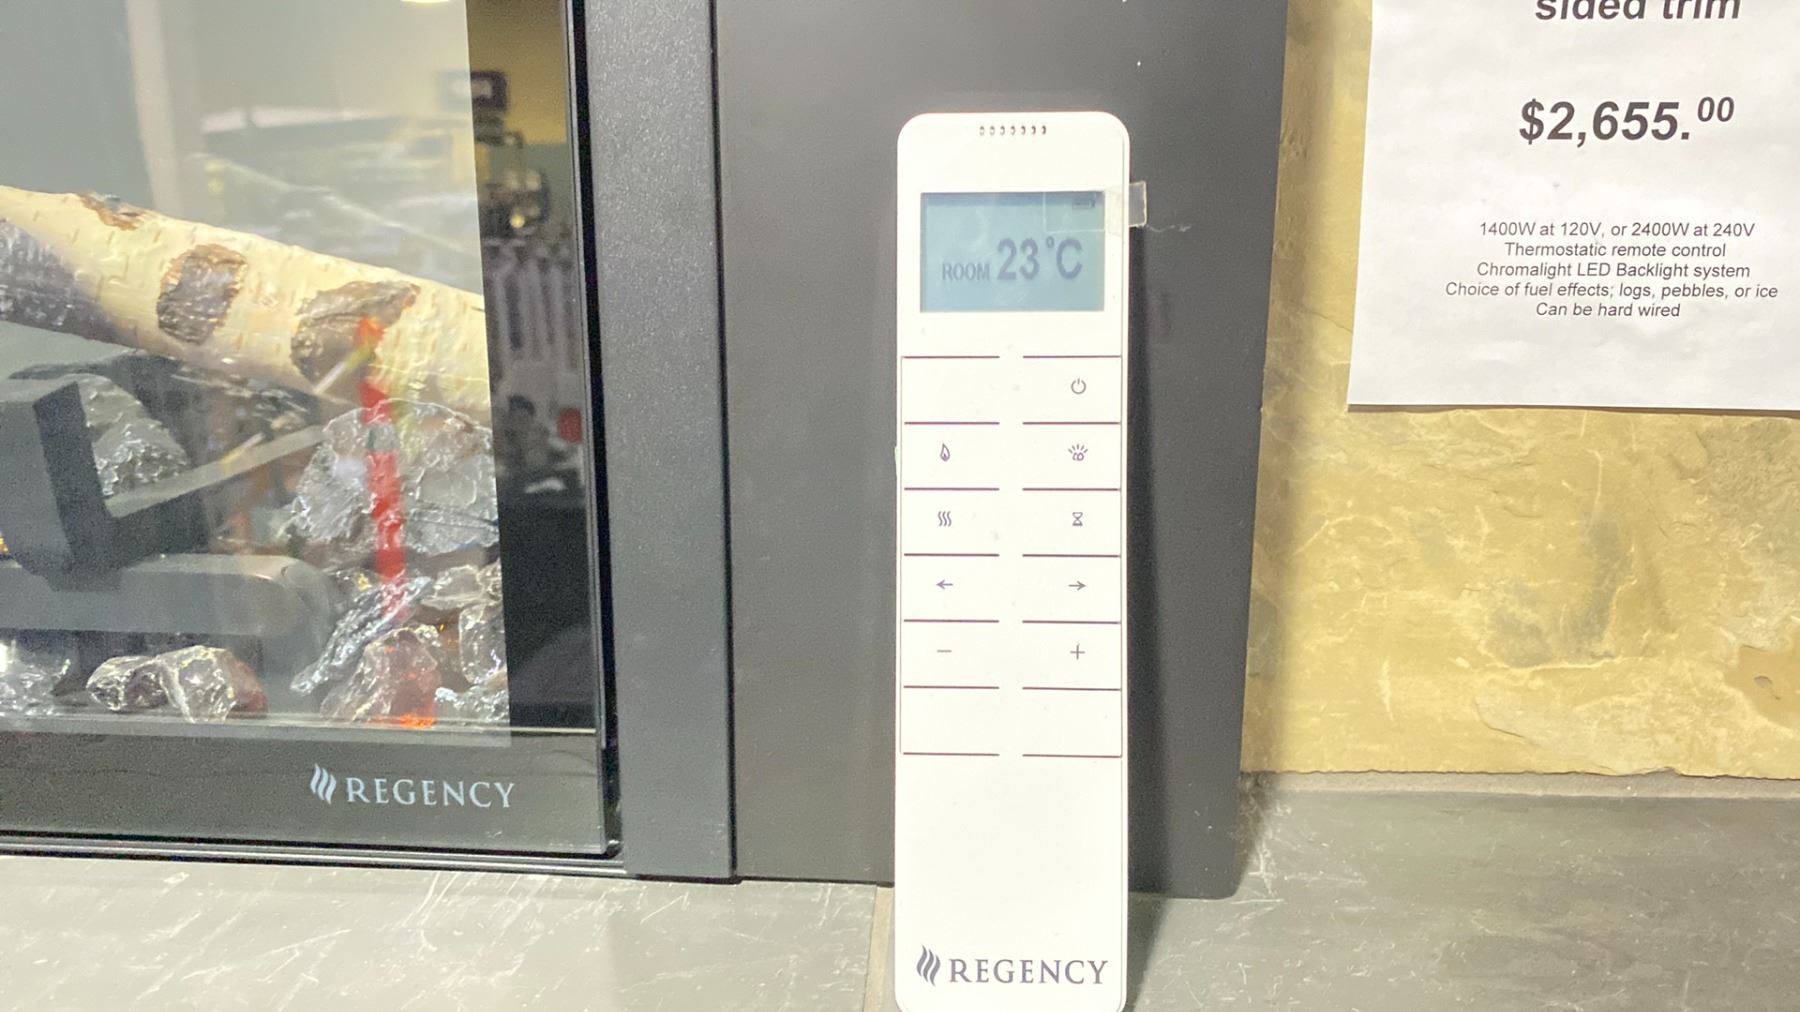 sided trim
$2,655.00
1400W at 120V, or 2400W at 240V
Thermostatic remote control
Chromalight LED Backlight system
Choice of fuel effects; logs, pebbles, or ice
Can be hard wired
ROOM 23°C
REGENCY
REGENCY